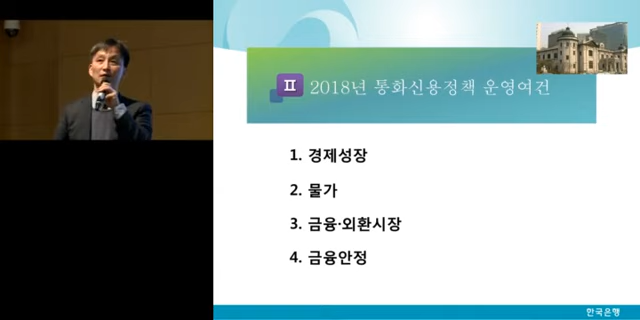 II 2018년 통화신용정책 운영여건
1. 경제성장
2. 물가
3. 금융·외환시장
4. 금융안정
한국은행